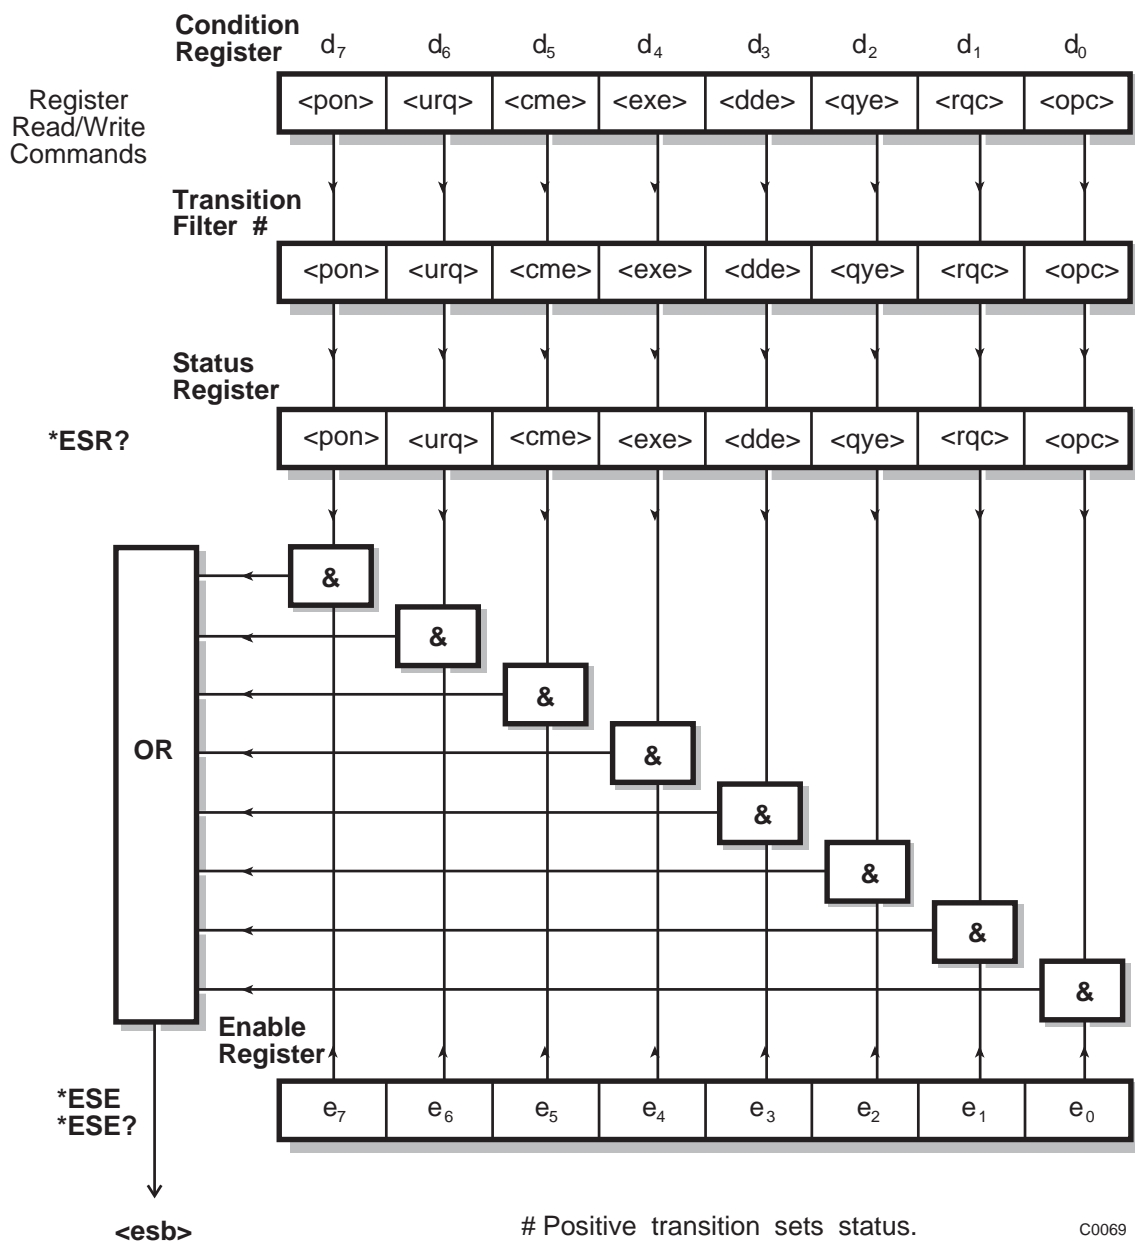 Condition
Register d7 d6 d5 d4 d3 d2 d1 d0
Register
Read/Write
Commands
<pon> <urq> <cme> <exe> <dde> <qye> <rqc> <opc>
Transition
Filter #
<pon> <urq> <cme> <exe> <dde> <qye> <rqc> <opc>
Status
Register
*ESR?
<pon> <urq> <cme> <exe> <dde> <qye> <rqc> <opc>
&
&
&
OR
&
&
&
&
&
Enable
Register
*ESE
*ESE?
e7 e6 e5 e4 e3 e2 e1 e0
<esb>
# Positive transition sets status.
C0069